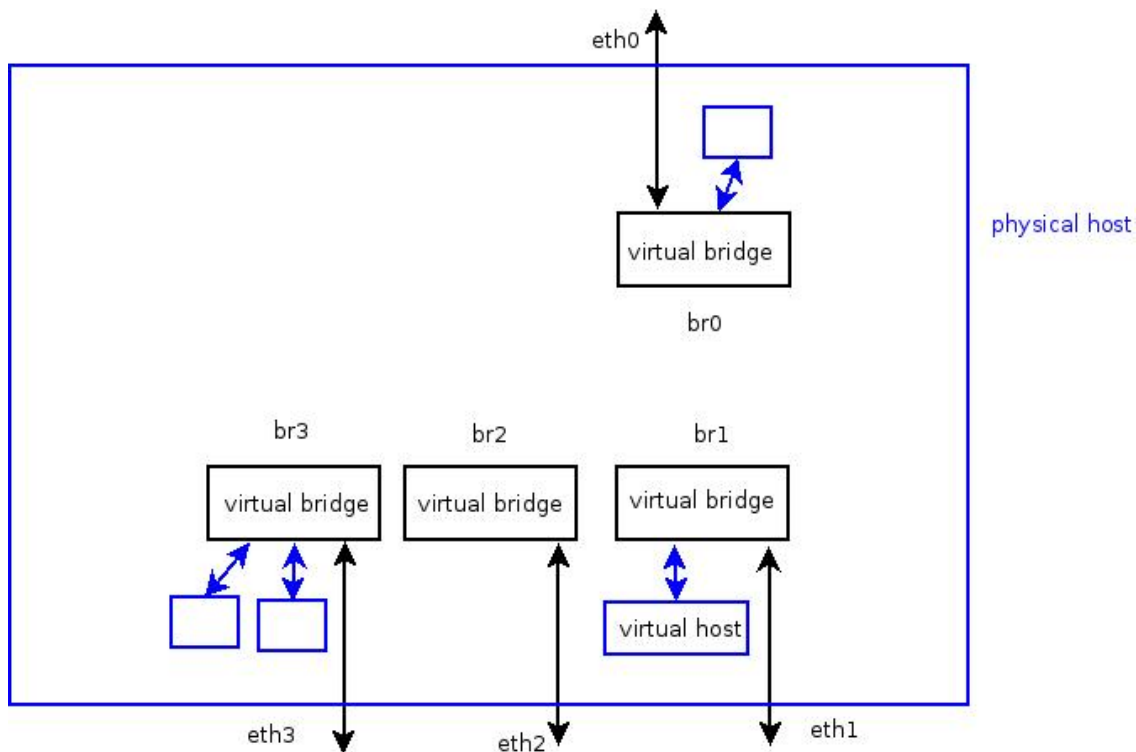 eth0
physical host
virtual bridge
br0
br3
br2
br1
virtual bridge
virtual bridge
virtual bridge
virtual host
eth3
eth2
eth1